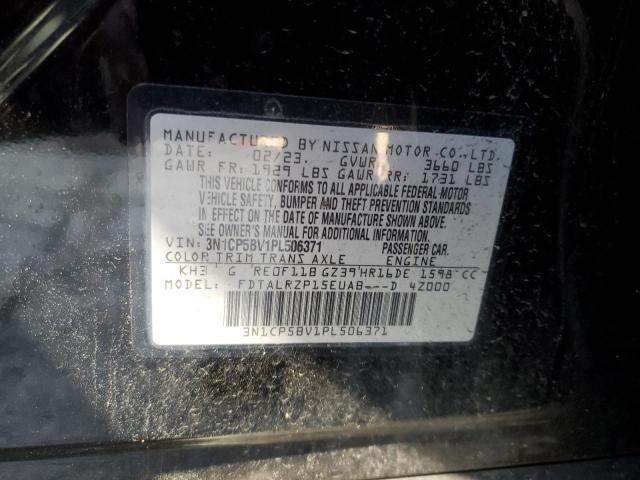 MANUFACTURED BY NISSAN MOTOR CO., LTD.
DATE: 02/23. GVWR 3660 LBS
GAWR FR: 1929 LBS GAWR RR: 1731 LBS
THIS VEHICLE CONFORMS TO ALL APPLICABLE FEDERAL MOTOR
VEHICLE SAFETY, BUMPER AND THEFT PREVENTION STANDARDS
IN EFFECT ON THE DATE OF MANUFACTURE SHOWN ABOVE.
SEE OWNER'S MANUAL FOR OTHER INFORMATION
VIN: 3N1CP5BV1PL506371 PASSENGER CAR.
COLOR TRIM TRANS AXLE ENGINE
KH3 G RE0F11B GZ39 HR16DE 1598 CC
MODEL: FDTALRZP15EUAB---D 4Z000
3N1CP5BV1PL506371